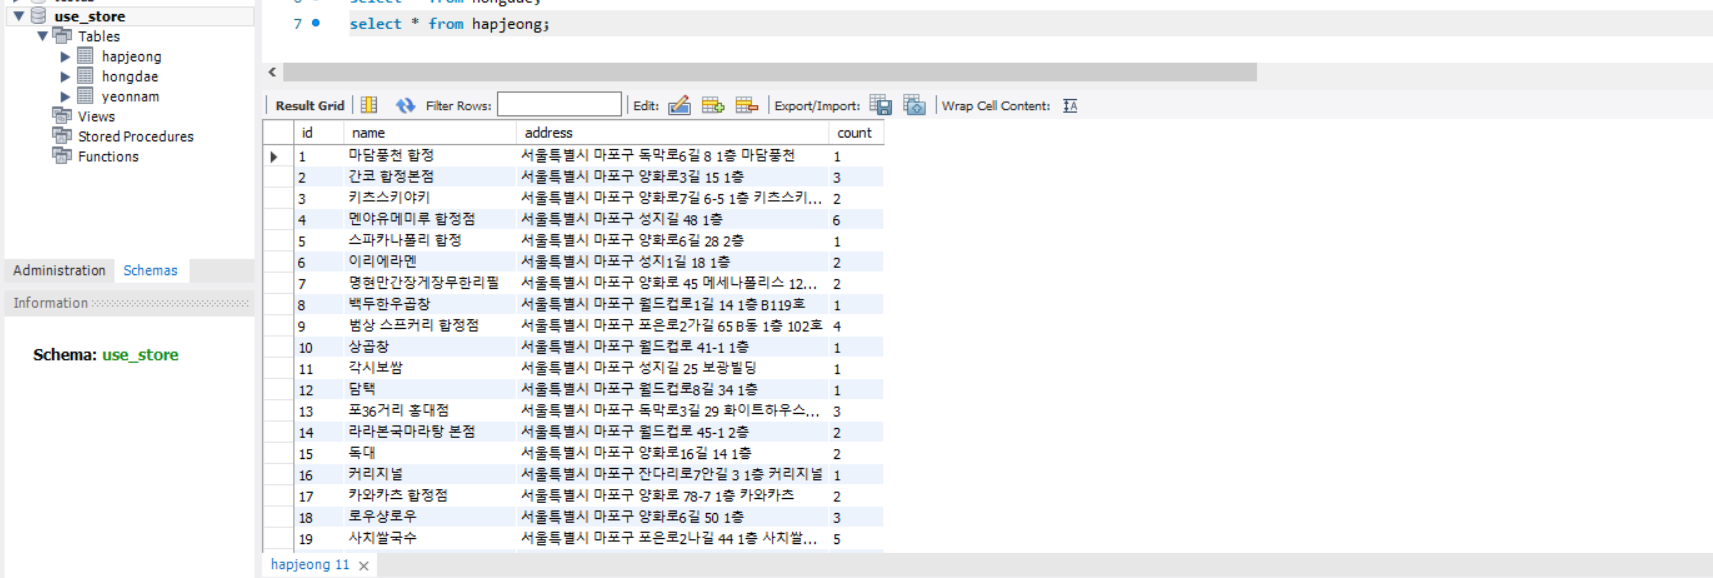 use_store
Tables
hapjeong
hongdae
yeonnam
Views
Stored Procedures
Functions
Administration Schemas
Information
Schema: use_store
7 select * from hapjeong;
Result Grid Filter Rows: Edit: Export/Import: Wrap Cell Content:
id name address count
1 마담풍천 합정 서울특별시 마포구 독막로6길 8 1층 마담풍천 1
2 간코 합정본점 서울특별시 마포구 양화로3길 15 1층 3
3 키츠스키야키 서울특별시 마포구 양화로7길 6-5 1층 키츠스키... 2
4 멘야유메미루 합정점 서울특별시 마포구 성지길 48 1층 6
5 스파카나폴리 합정 서울특별시 마포구 양화로6길 28 2층 1
6 이리에라멘 서울특별시 마포구 성지1길 18 1층 2
7 명현만간장게장무한리필 서울특별시 마포구 양화로 45 메세나폴리스 12... 2
8 백두한우곱창 서울특별시 마포구 월드컵로1길 14 1층 B119호 1
9 범상 스프커리 합정점 서울특별시 마포구 포은로2가길 65 B동 1층 102호 4
10 상곱창 서울특별시 마포구 월드컵로 41-1 1층 1
11 각시보쌈 서울특별시 마포구 성지길 25 보광빌딩 1
12 담택 서울특별시 마포구 월드컵로8길 34 1층 1
13 포36거리 홍대점 서울특별시 마포구 독막로3길 29 화이트하우스... 3
14 라라본국마라탕 본점 서울특별시 마포구 월드컵로 45-1 2층 2
15 독대 서울특별시 마포구 양화로16길 14 1층 2
16 커리지널 서울특별시 마포구 잔다리로7안길 3 1층 커리지널 1
17 카와카츠 합정점 서울특별시 마포구 양화로 78-7 1층 카와카츠 2
18 로우샹로우 서울특별시 마포구 양화로6길 50 1층 3
19 사치쌀국수 서울특별시 마포구 포은로2나길 44 1층 사치쌀... 5
hapjeong 11